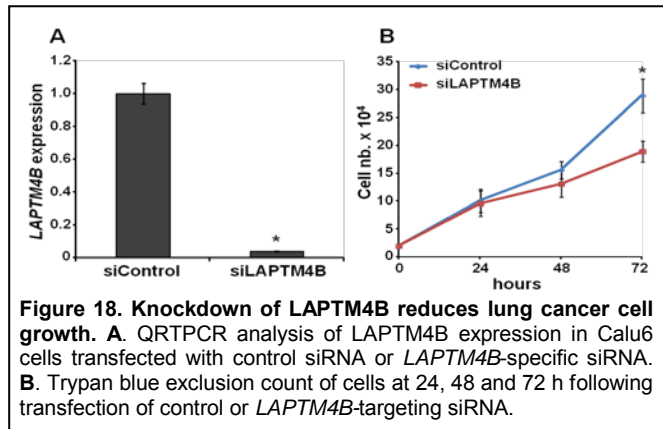 A
B
LAPTM4B expression
1.2
1.0
0.8
0.6
0.4
0.2
0
*
siControl
siLAPTM4B
siControl
siLAPTM4B
Cell nb. x 10⁴
35
30
25
20
15
10
5
0
*
0
24
48
72
hours
Figure 18. Knockdown of LAPTM4B reduces lung cancer cell
growth. A. QRTPCR analysis of LAPTM4B expression in Calu6
cells transfected with control siRNA or LAPTM4B-specific siRNA.
B. Trypan blue exclusion count of cells at 24, 48 and 72 h following
transfection of control or LAPTM4B-targeting siRNA.